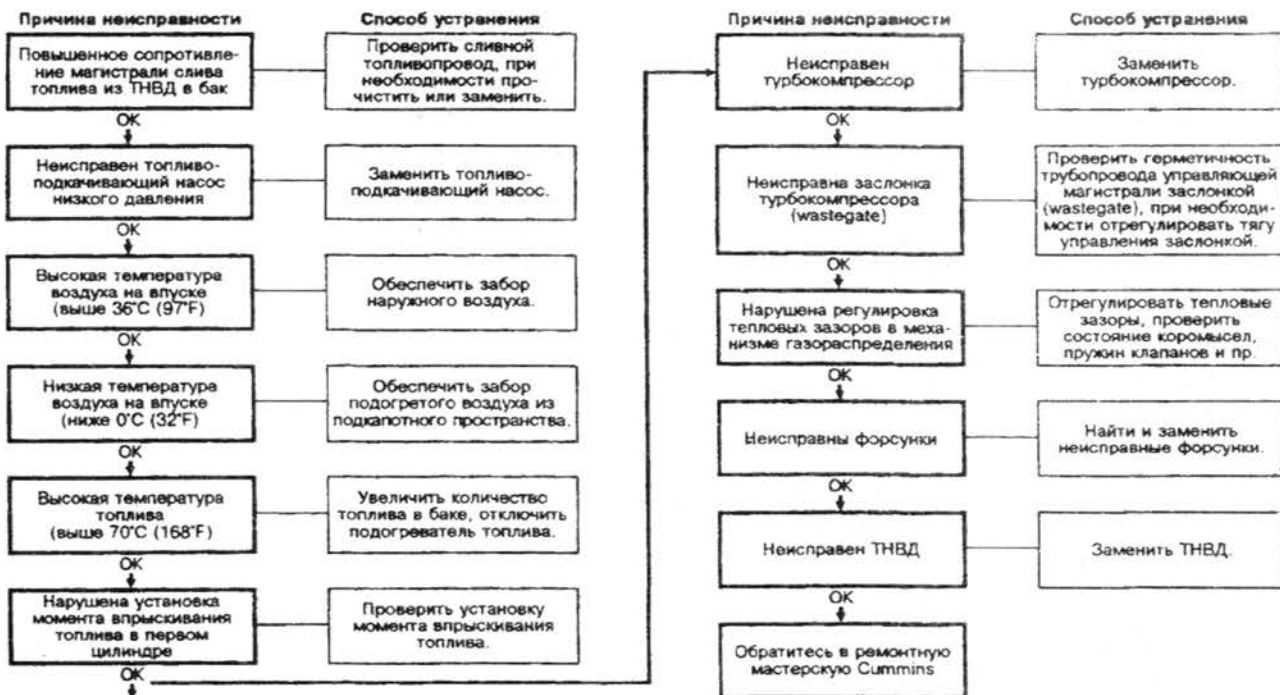 Причина неисправности
Способ устранения
Повышенное сопротивле-
ние магистрали слива
топлива из ТНВД в бак
Проверить сливной
топливопровод, при
необходимости про-
чистить или заменить.
OK
Неисправен топливо-
подкачивающий насос
низкого давления
Заменить топливо-
подкачивающий насос.
OK
Высокая температура
воздуха на впуске
(выше 36°C (97°F)
Обеспечить забор
наружного воздуха.
OK
Низкая температура
воздуха на впуске
(ниже 0°C (32°F)
Обеспечить забор
подогретого воздуха из
подкапотного пространства.
OK
Высокая температура
топлива
(выше 70°C (168°F)
Увеличить количество
топлива в баке, отключить
подогреватель топлива.
OK
Нарушена установка
момента впрыскивания
топлива в первом
цилиндре
Проверить установку
момента впрыскивания
топлива.
OK
Причина неисправности
Способ устранения
Неисправен
турбокомпрессор
Заменить
турбокомпрессор.
OK
Неисправна заслонка
турбокомпрессора
(wastegate)
Проверить герметичность
трубопровода управляющей
магистрали заслонкой
(wastegate), при необходи-
мости отрегулировать тягу
управления заслонкой.
OK
Нарушена регулировка
тепловых зазоров в меха-
низме газораспределения
Отрегулировать тепловые
зазоры, проверить
состояние коромысел,
пружин клапанов и пр.
OK
Неисправны форсунки
Найти и заменить
неисправные форсунки.
OK
Неисправен ТНВД
Заменить ТНВД.
OK
Обратитесь в ремонтную
мастерскую Cummins